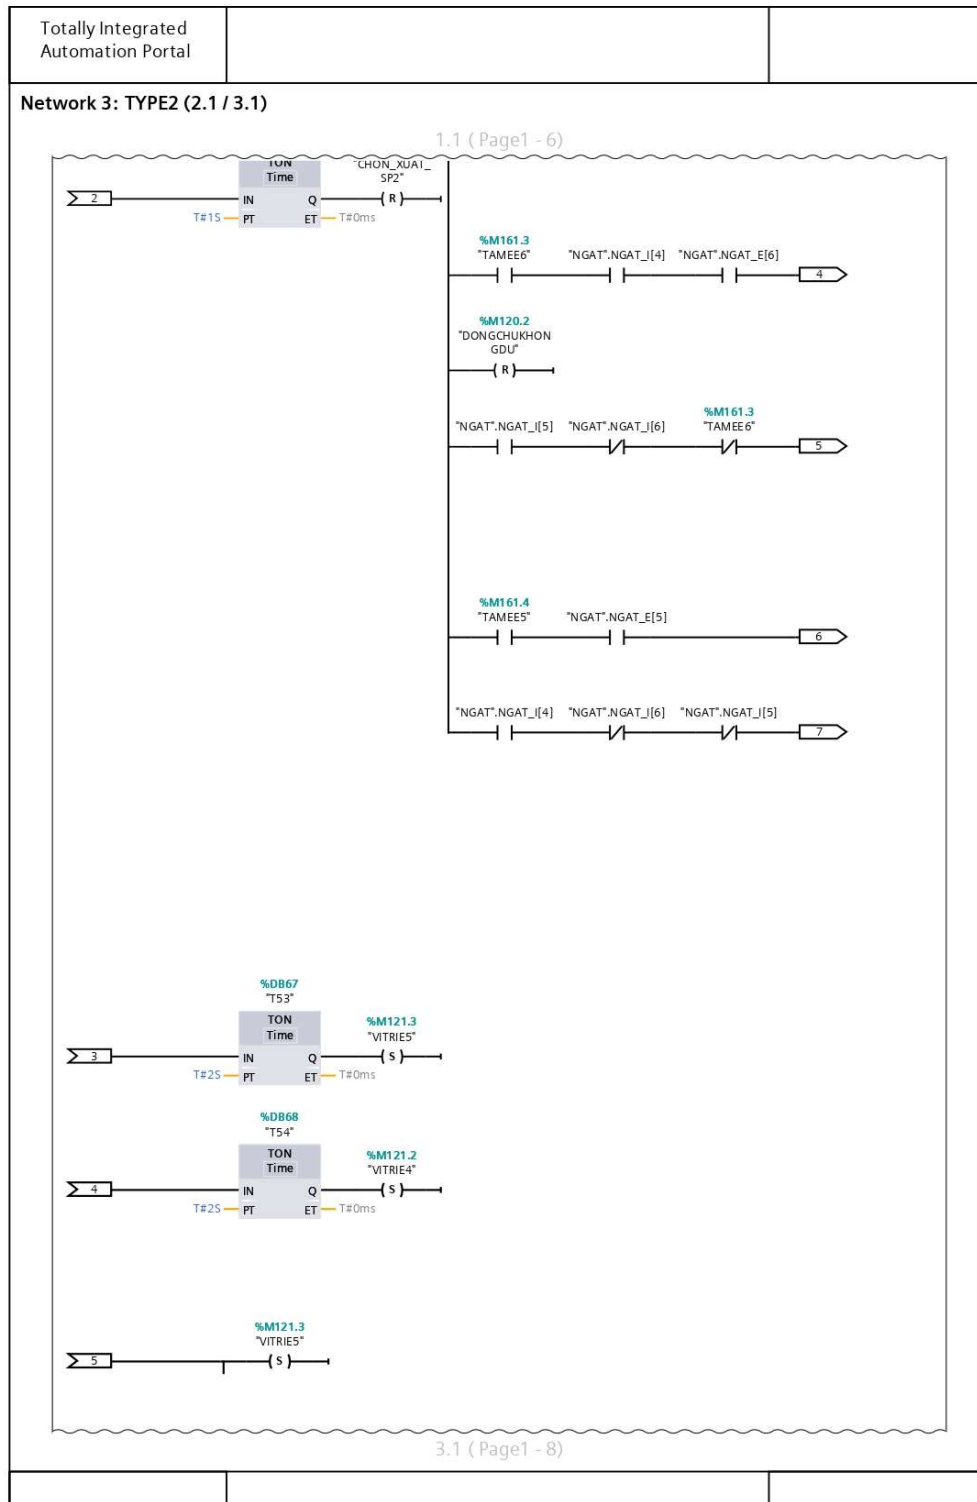 Totally Integrated
Automation Portal
Network 3: TYPE2 (2.1 / 3.1)
1.1 ( Page1 - 6)
TON
Time
"CHON_XUAT_
SP2"
2
IN
Q
( R )
T#1S
PT
ET
T#0ms
%M161.3
"TAMEE6"
"NGAT".NGAT_I[4]
"NGAT".NGAT_E[6]
4
%M120.2
"DONGCHUKHON
GDU"
( R )
"NGAT".NGAT_I[5]
"NGAT".NGAT_I[6]
%M161.3
"TAMEE6"
5
%M161.4
"TAMEE5"
"NGAT".NGAT_E[5]
6
"NGAT".NGAT_I[4]
"NGAT".NGAT_I[6]
"NGAT".NGAT_I[5]
7
%DB67
"T53"
TON
Time
%M121.3
"VITRIE5"
3
IN
Q
( S )
T#2S
PT
ET
T#0ms
%DB68
"T54"
TON
Time
%M121.2
"VITRIE4"
4
IN
Q
( S )
T#2S
PT
ET
T#0ms
%M121.3
"VITRIE5"
5
( S )
3.1 ( Page1 - 8)